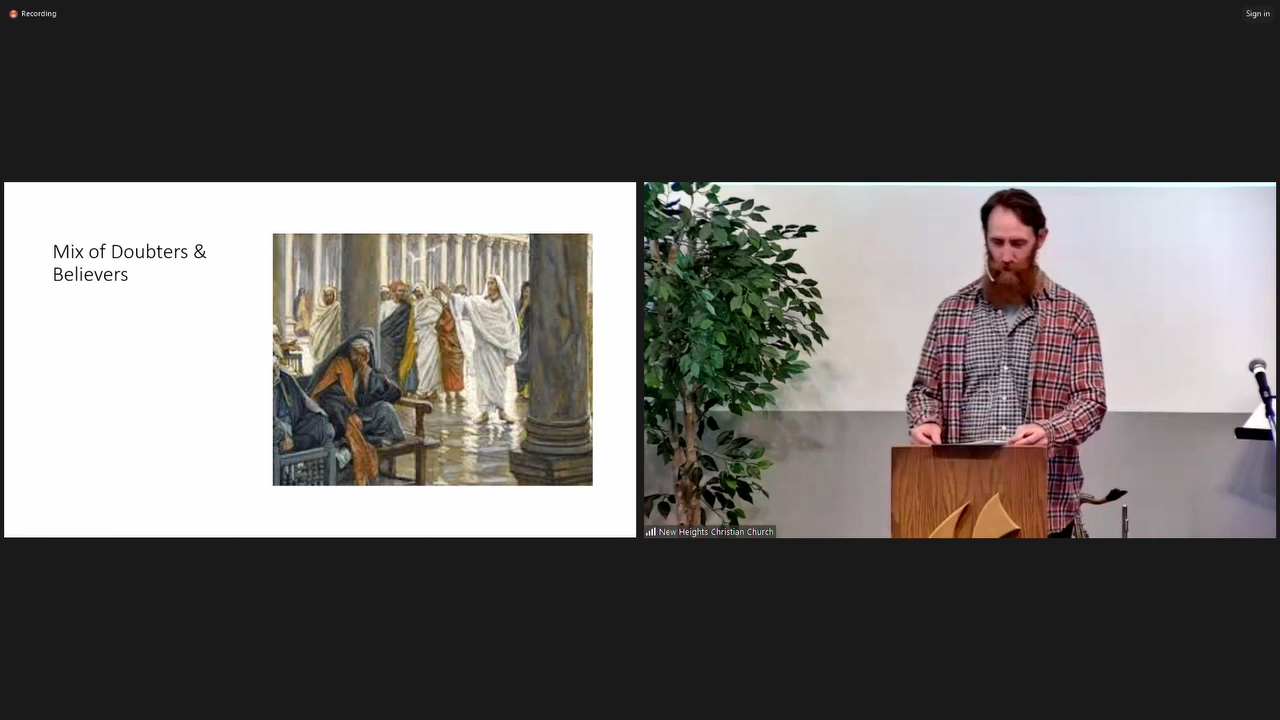 Recording
Sign in
Mix of Doubters &
Believers
New Heights Christian Church